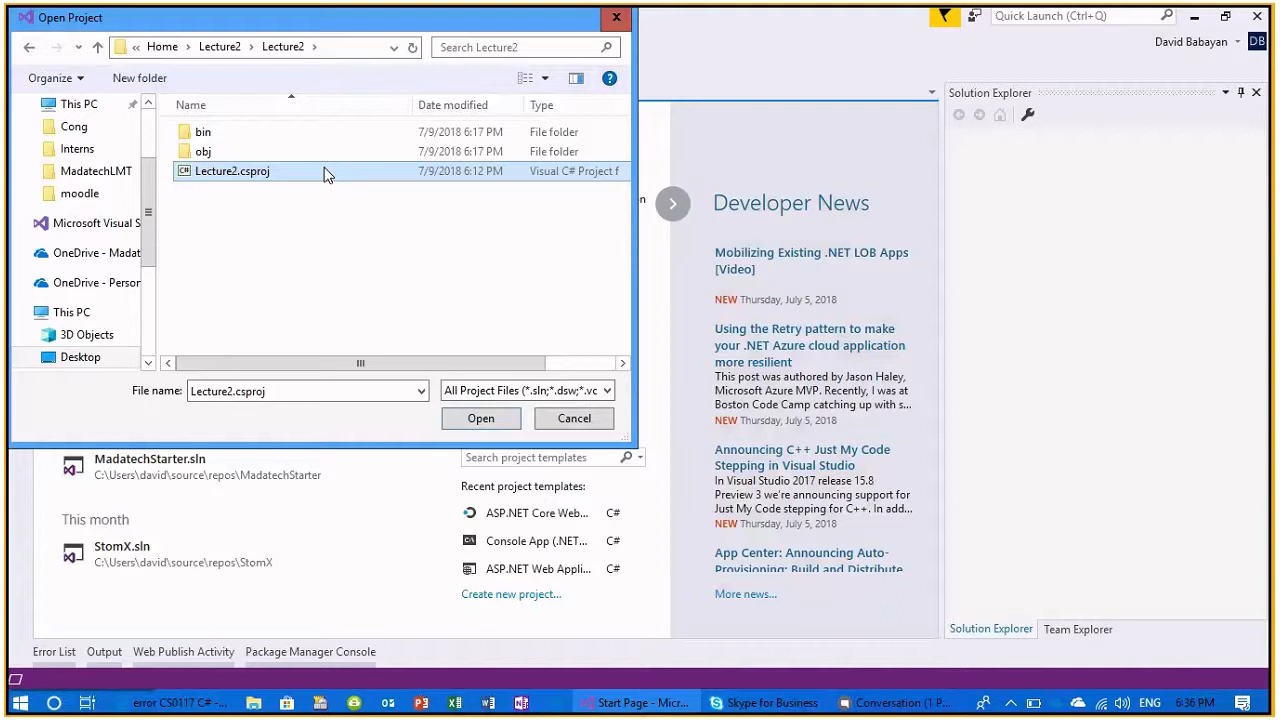 Open Project
Quick Launch (Ctrl+Q)
David Babayan
DB
« Home › Lecture2 › Lecture2 ›
Search Lecture2
Organize
New folder
Name
Date modified
Type
This PC
Cong
Interns
MadatechLMT
moodle
Microsoft Visual S
OneDrive - Madat
OneDrive - Person
This PC
3D Objects
Desktop
bin 7/9/2018 6:17 PM File folder
obj 7/9/2018 6:17 PM File folder
C# Lecture2.csproj 7/9/2018 6:12 PM Visual C# Project f
File name: Lecture2.csproj
All Project Files (*.sln;*.dsw;*.vc
Open
Cancel
MadatechStarter.sln
C:\Users\david\source\repos\MadatechStarter
This month
StomX.sln
C:\Users\david\source\repos\StomX
Search project templates
Recent project templates:
ASP.NET Core Web... C#
Console App (.NET... C#
ASP.NET Web Appli... C#
Create new project...
n
Developer News
Mobilizing Existing .NET LOB Apps
[Video]
NEW Thursday, July 5, 2018
Using the Retry pattern to make
your .NET Azure cloud application
more resilient
This post was authored by Jason Haley,
Microsoft Azure MVP. Recently, I was at
Boston Code Camp catching up with s...
NEW Thursday, July 5, 2018
Announcing C++ Just My Code
Stepping in Visual Studio
In Visual Studio 2017 release 15.8
Preview 3 we're announcing support for
Just My Code stepping for C++. In add...
NEW Thursday, July 5, 2018
App Center: Announcing Auto-
Provisioning: Build and Distribute
More news...
Solution Explorer
Solution Explorer
Team Explorer
Error List
Output
Web Publish Activity
Package Manager Console
error CS0117 C# -...
Start Page - Micr...
Skype for Business
Conversation (1 P...
ENG
6:36 PM